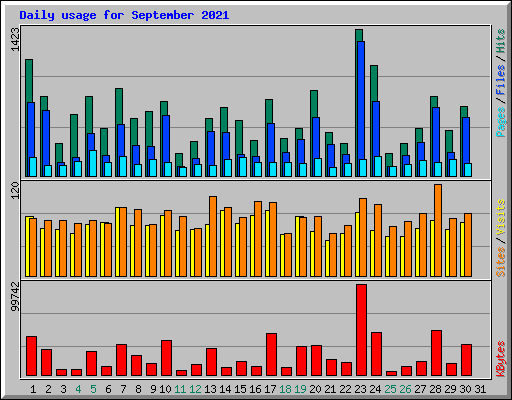 Daily usage for September 2021
1423
Pages / Files / Hits
120
Sites / Visits
99742
KBytes
1 2 3 4 5 6 7 8 9 10 11 12 13 14 15 16 17 18 19 20 21 22 23 24 25 26 27 28 29 30 31